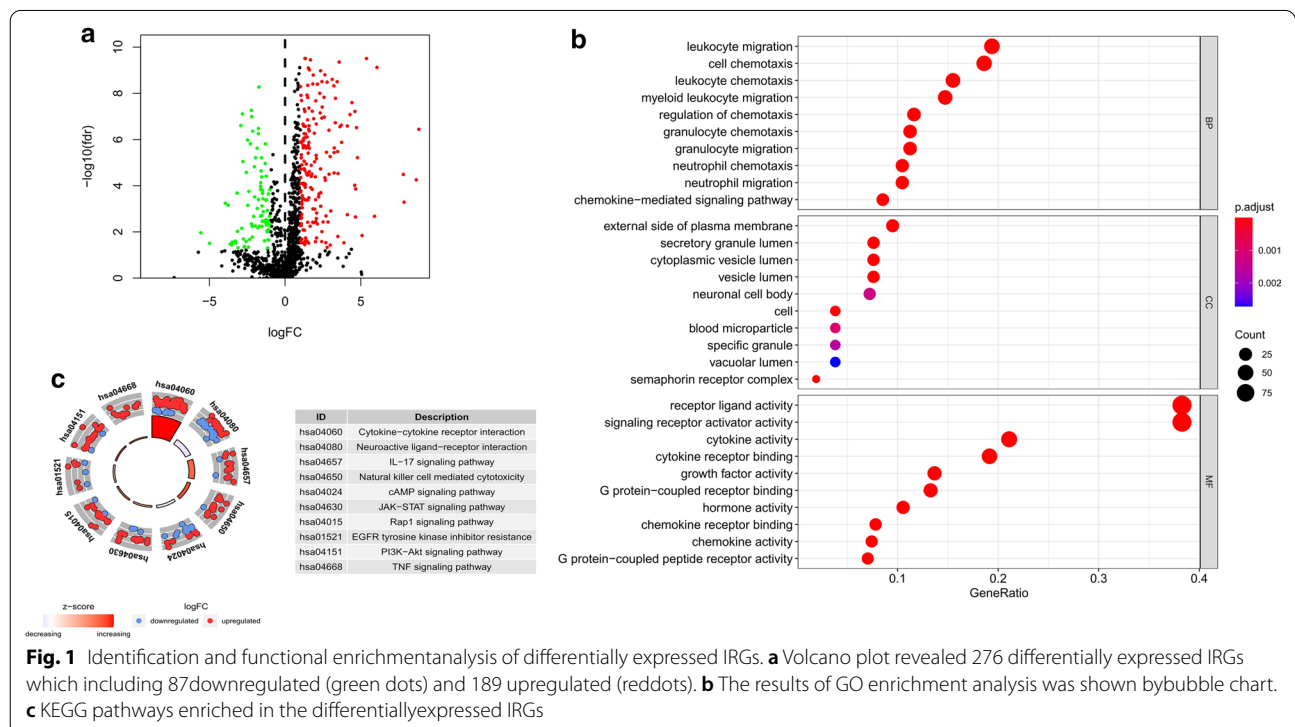 a
10
8
6
4
2
0
−log10(fdr)
−5
0
5
logFC
b
leukocyte migration
cell chemotaxis
leukocyte chemotaxis
myeloid leukocyte migration
regulation of chemotaxis
granulocyte chemotaxis
granulocyte migration
neutrophil chemotaxis
neutrophil migration
chemokine−mediated signaling pathway
BP
external side of plasma membrane
secretory granule lumen
cytoplasmic vesicle lumen
vesicle lumen
neuronal cell body
cell
blood microparticle
specific granule
vacuolar lumen
semaphorin receptor complex
CC
receptor ligand activity
signaling receptor activator activity
cytokine activity
cytokine receptor binding
growth factor activity
G protein−coupled receptor binding
hormone activity
chemokine receptor binding
chemokine activity
G protein−coupled peptide receptor activity
MF
0.1
0.2
0.3
0.4
GeneRatio
p.adjust
0.001
0.002
Count
25
50
75
c
hsa04060
hsa04080
hsa04657
hsa04650
hsa04024
hsa04630
hsa04015
hsa01521
hsa04151
hsa04668
ID Description
hsa04060 Cytokine−cytokine receptor interaction
hsa04080 Neuroactive ligand−receptor interaction
hsa04657 IL−17 signaling pathway
hsa04650 Natural killer cell mediated cytotoxicity
hsa04024 cAMP signaling pathway
hsa04630 JAK−STAT signaling pathway
hsa04015 Rap1 signaling pathway
hsa01521 EGFR tyrosine kinase inhibitor resistance
hsa04151 PI3K−Akt signaling pathway
hsa04668 TNF signaling pathway
z−score
decreasing increasing
logFC
downregulated upregulated
Fig. 1 Identification and functional enrichmentanalysis of differentially expressed IRGs. a Volcano plot revealed 276 differentially expressed IRGs
which including 87downregulated (green dots) and 189 upregulated (reddots). b The results of GO enrichment analysis was shown bybubble chart.
c KEGG pathways enriched in the differentiallyexpressed IRGs